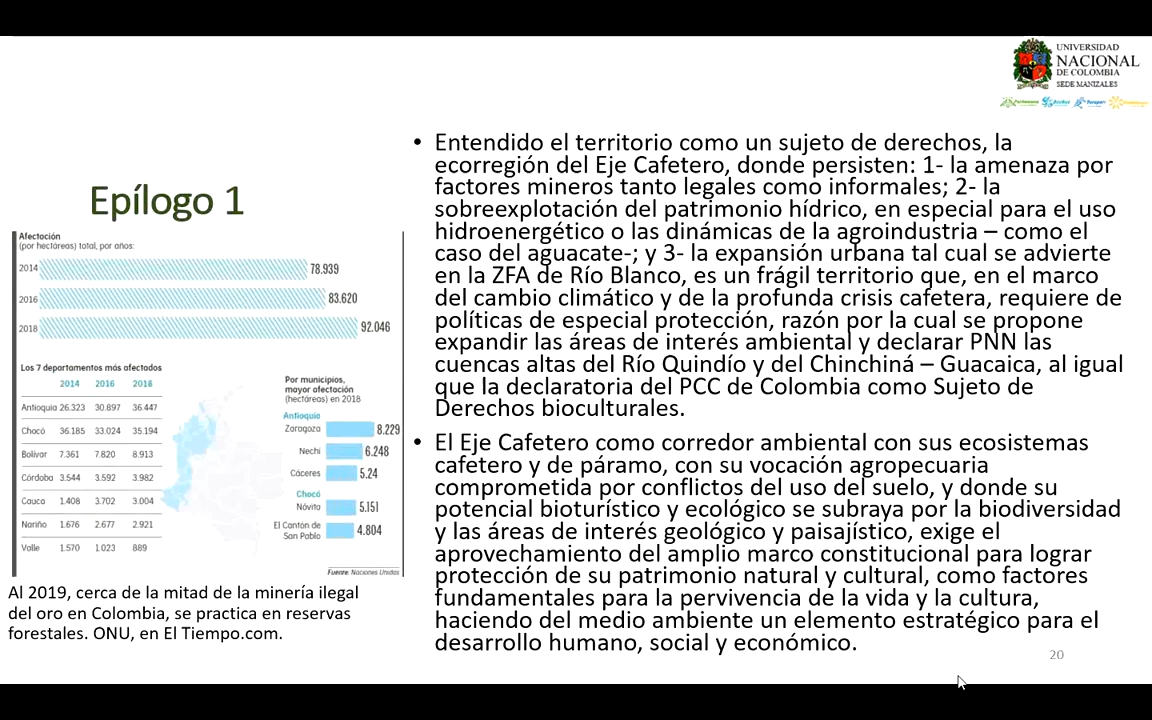 UNIVERSIDAD
NACIONAL
DE COLOMBIA
SEDE MANIZALES
Epílogo 1
Afectación
(por hectáreas) total, por años:
2014 78.939
2016 83.620
2018 92.046
Los 7 departamentos más afectados
2014 2016 2018
Antioquia 26.323 30.897 36.447
Chocó 36.185 33.024 35.194
Bolívar 7.361 7.820 8.913
Córdoba 3.544 3.592 3.982
Cauca 1.408 3.702 3.004
Nariño 1.676 2.677 2.921
Valle 1.570 1.023 889
Por municipios,
mayor afectación
(hectáreas) en 2018
Antioquia
Zaragoza 8.229
Nechí 6.248
Cáceres 5.24
Chocó
Nóvita 5.151
El Cantón de
San Pablo 4.804
Fuente: Naciones Unidas
Al 2019, cerca de la mitad de la minería ilegal
del oro en Colombia, se practica en reservas
forestales. ONU, en El Tiempo.com.
• Entendido el territorio como un sujeto de derechos, la
ecorregión del Eje Cafetero, donde persisten: 1- la amenaza por
factores mineros tanto legales como informales; 2- la
sobreexplotación del patrimonio hídrico, en especial para el uso
hidroenergético o las dinámicas de la agroindustria – como el
caso del aguacate-; y 3- la expansión urbana tal cual se advierte
en la ZFA de Río Blanco, es un frágil territorio que, en el marco
del cambio climático y de la profunda crisis cafetera, requiere de
políticas de especial protección, razón por la cual se propone
expandir las áreas de interés ambiental y declarar PNN las
cuencas altas del Río Quindío y del Chinchiná – Guacaica, al igual
que la declaratoria del PCC de Colombia como Sujeto de
Derechos bioculturales.
• El Eje Cafetero como corredor ambiental con sus ecosistemas
cafetero y de páramo, con su vocación agropecuaria
comprometida por conflictos del uso del suelo, y donde su
potencial bioturístico y ecológico se subraya por la biodiversidad
y las áreas de interés geológico y paisajístico, exige el
aprovechamiento del amplio marco constitucional para lograr
protección de su patrimonio natural y cultural, como factores
fundamentales para la pervivencia de la vida y la cultura,
haciendo del medio ambiente un elemento estratégico para el
desarrollo humano, social y económico.
20